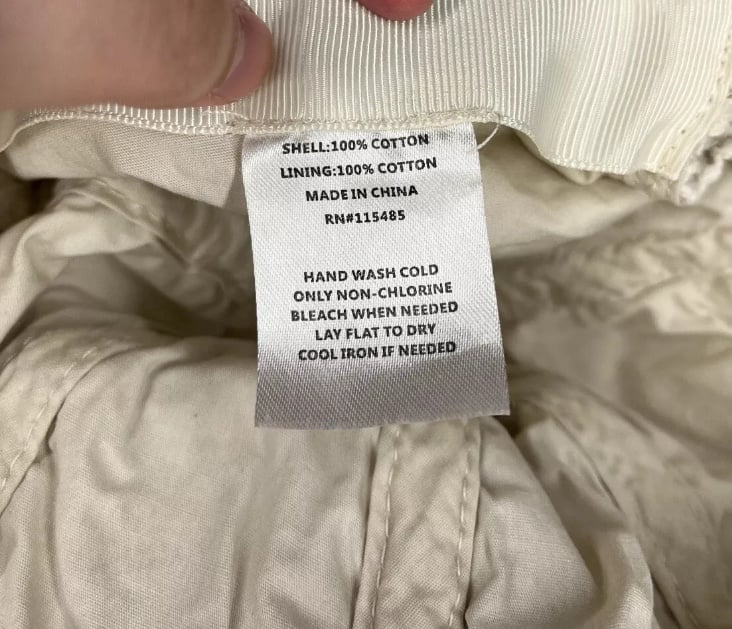 SHELL:100% COTTON
LINING:100% COTTON
MADE IN CHINA
RN#115485
HAND WASH COLD
ONLY NON-CHLORINE
BLEACH WHEN NEEDED
LAY FLAT TO DRY
COOL IRON IF NEEDED